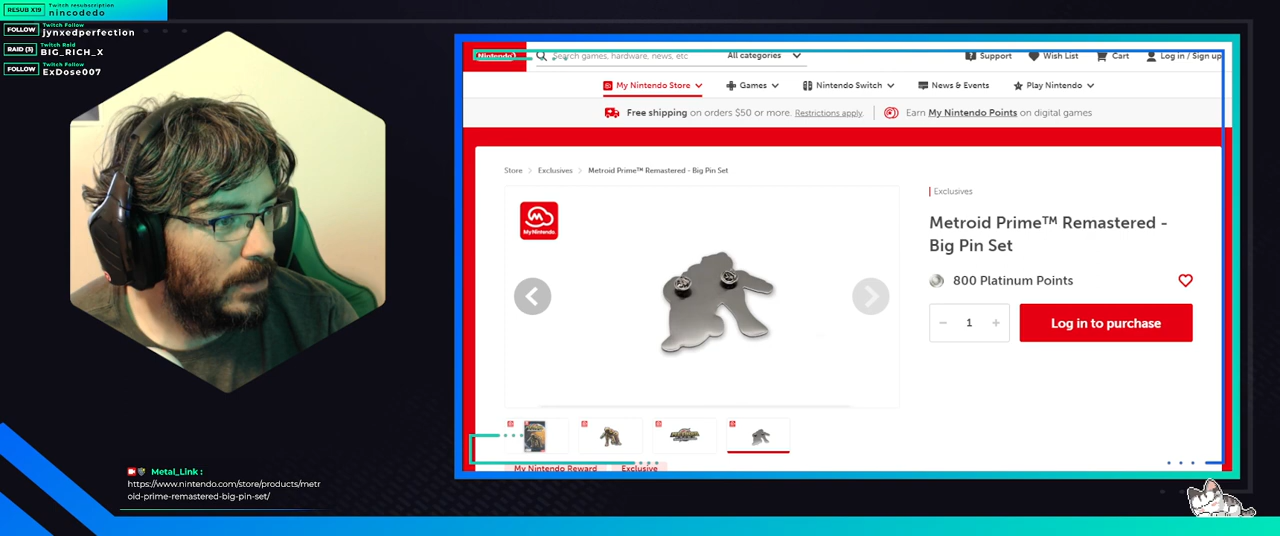 RESUB X19
Twitch resubscription
nincodedo
FOLLOW
Twitch Follow
jynxedperfection
RAID (3)
Twitch Raid
BIG_RICH_X
FOLLOW
Twitch Follow
ExDose007
Nintendo
Search games, hardware, news, etc
All categories
Support
Wish List
Cart
Log in / Sign up
My Nintendo Store
Games
Nintendo Switch
News & Events
Play Nintendo
Free shipping on orders $50 or more. Restrictions apply.
Earn My Nintendo Points on digital games
Store
Exclusives
Metroid Prime™ Remastered - Big Pin Set
My Nintendo
Exclusives
Metroid Prime™ Remastered -
Big Pin Set
800 Platinum Points
1
Log in to purchase
My Nintendo Reward
Exclusive
Metal_Link :
https://www.nintendo.com/store/products/metr
oid-prime-remastered-big-pin-set/